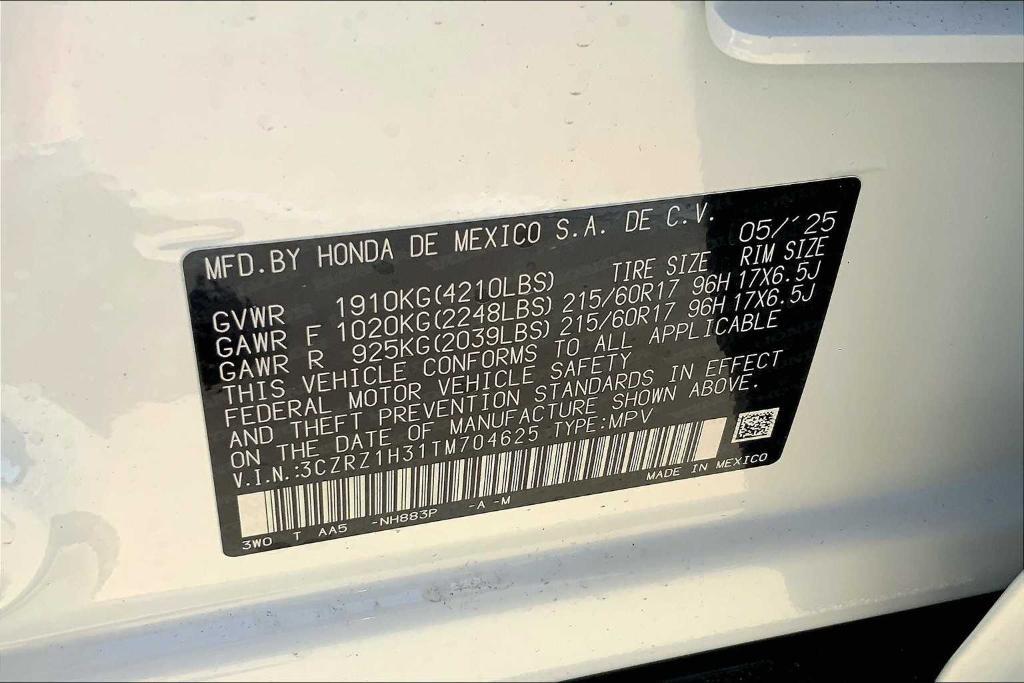 MFD.BY HONDA DE MEXICO S.A. DE C.V. 05/'25
TIRE SIZE RIM SIZE
GVWR 1910KG(4210LBS)
GAWR F 1020KG(2248LBS) 215/60R17 96H 17X6.5J
GAWR R 925KG(2039LBS) 215/60R17 96H 17X6.5J
THIS VEHICLE CONFORMS TO ALL APPLICABLE
FEDERAL MOTOR VEHICLE SAFETY
AND THEFT PREVENTION STANDARDS IN EFFECT
ON THE DATE OF MANUFACTURE SHOWN ABOVE.
V.I.N.:3CZRZ1H31TM704625 TYPE:MPV
MADE IN MEXICO
3W0 T AA5 -NH883P -A -M